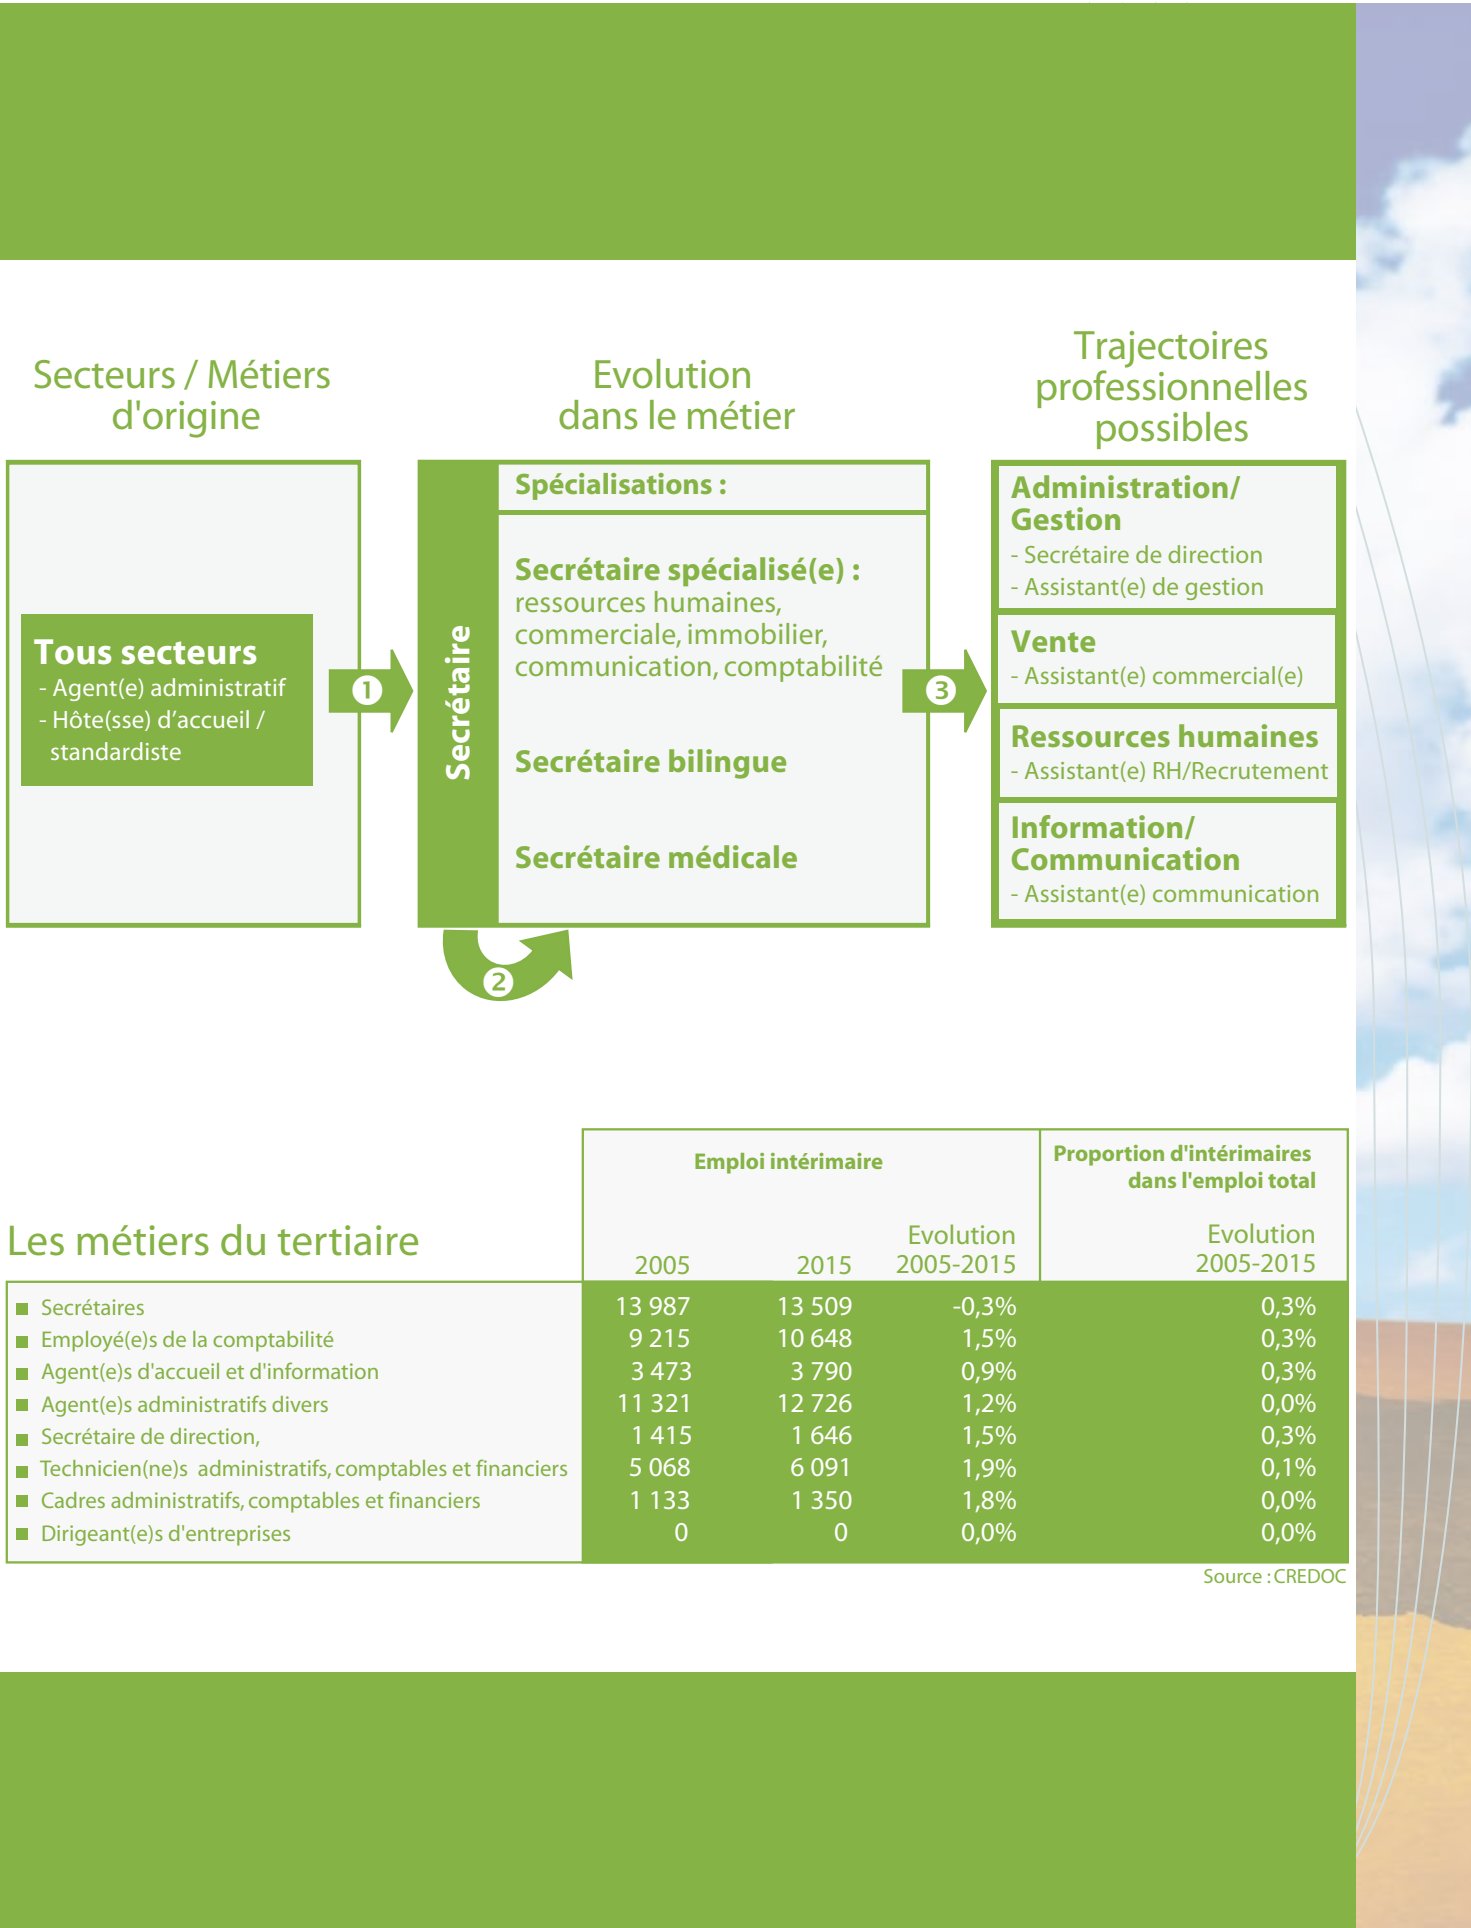 Secteurs / Métiers
d'origine
Evolution
dans le métier
Trajectoires
professionnelles
possibles
Tous secteurs
- Agent(e) administratif
- Hôte(sse) d’accueil /
standardiste
1
Secrétaire
Spécialisations :
Secrétaire spécialisé(e) :
ressources humaines,
commerciale, immobilier,
communication, comptabilité
Secrétaire bilingue
Secrétaire médicale
2
3
Administration/
Gestion
- Secrétaire de direction
- Assistant(e) de gestion
Vente
- Assistant(e) commercial(e)
Ressources humaines
- Assistant(e) RH/Recrutement
Information/
Communication
- Assistant(e) communication
Les métiers du tertiaire
Emploi intérimaire
Proportion d'intérimaires
dans l'emploi total
2005 2015 Evolution 2005-2015
Evolution
2005-2015
Secrétaires 13 987 13 509 -0,3% 0,3%
Employé(e)s de la comptabilité 9 215 10 648 1,5% 0,3%
Agent(e)s d'accueil et d'information 3 473 3 790 0,9% 0,3%
Agent(e)s administratifs divers 11 321 12 726 1,2% 0,0%
Secrétaire de direction, 1 415 1 646 1,5% 0,3%
Technicien(ne)s administratifs, comptables et financiers 5 068 6 091 1,9% 0,1%
Cadres administratifs, comptables et financiers 1 133 1 350 1,8% 0,0%
Dirigeant(e)s d'entreprises 0 0 0,0% 0,0%
Source : CREDOC